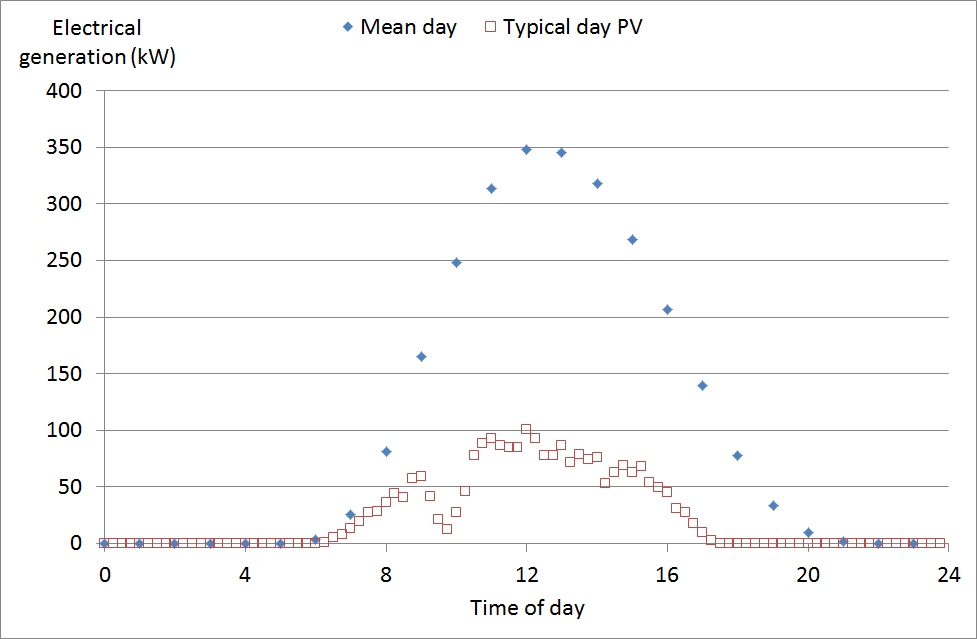 Electrical
generation (kW)
Mean day
Typical day PV
400
350
300
250
200
150
100
50
0
0 4 8 12 16 20 24
Time of day